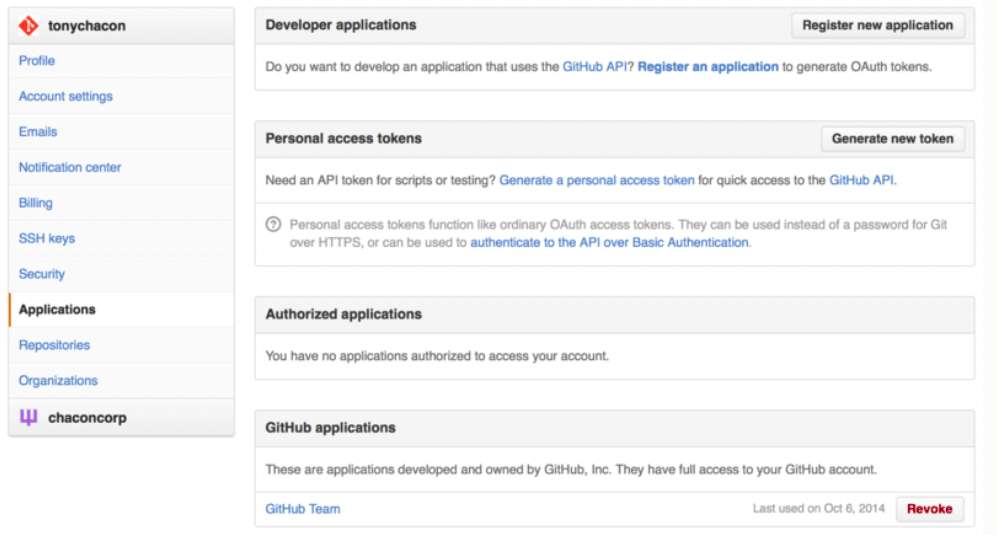 tonychacon
Profile
Account settings
Emails
Notification center
Billing
SSH keys
Security
Applications
Repositories
Organizations
chaconcorp
Developer applications
Register new application
Do you want to develop an application that uses the GitHub API? Register an application to generate OAuth tokens.
Personal access tokens
Generate new token
Need an API token for scripts or testing? Generate a personal access token for quick access to the GitHub API.
Personal access tokens function like ordinary OAuth access tokens. They can be used instead of a password for Git
over HTTPS, or can be used to authenticate to the API over Basic Authentication.
Authorized applications
You have no applications authorized to access your account.
GitHub applications
These are applications developed and owned by GitHub, Inc. They have full access to your GitHub account.
GitHub Team
Last used on Oct 6, 2014
Revoke